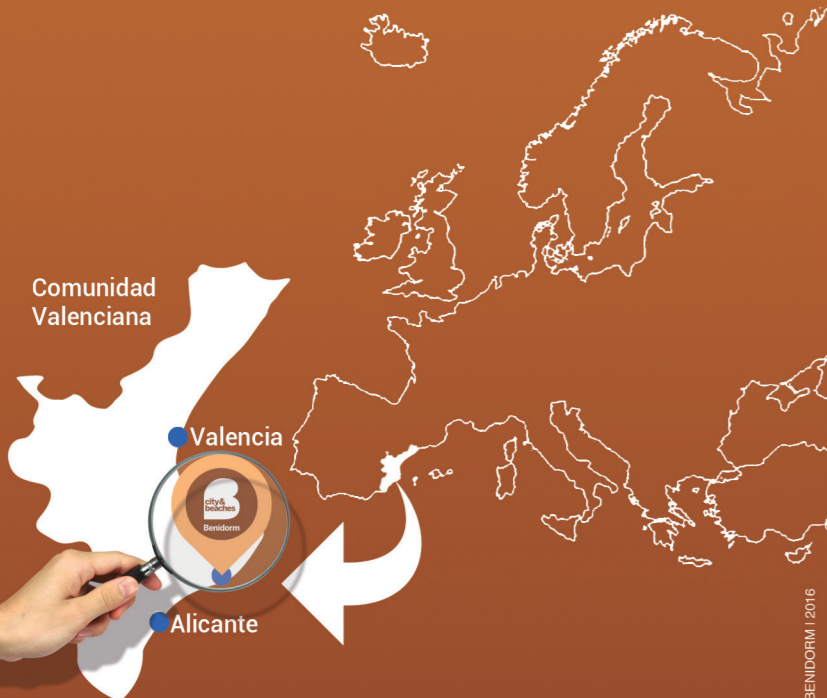 Comunidad
Valenciana
Valencia
city&
beaches
Benidorm
Alicante
BENIDORM | 2016